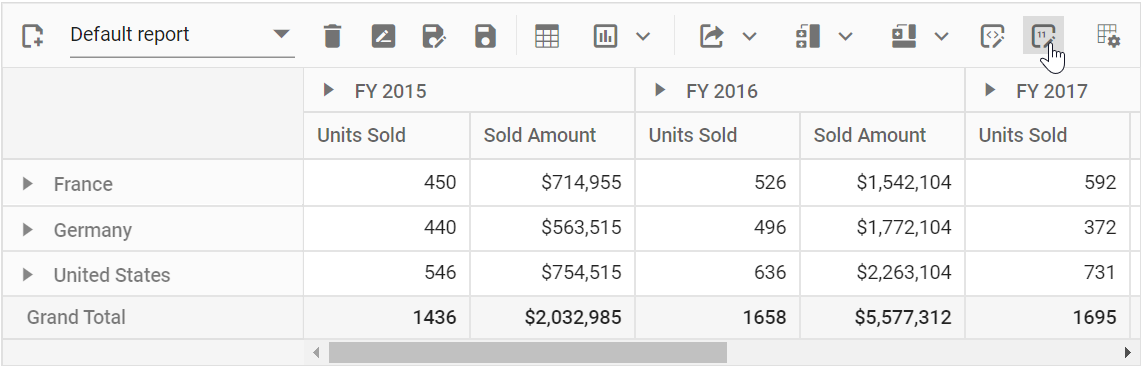 Default report
11
FY 2015 FY 2016 FY 2017
Units Sold Sold Amount Units Sold Sold Amount Units Sold
France 450 $714,955 526 $1,542,104 592
Germany 440 $563,515 496 $1,772,104 372
United States 546 $754,515 636 $2,263,104 731
Grand Total 1436 $2,032,985 1658 $5,577,312 1695